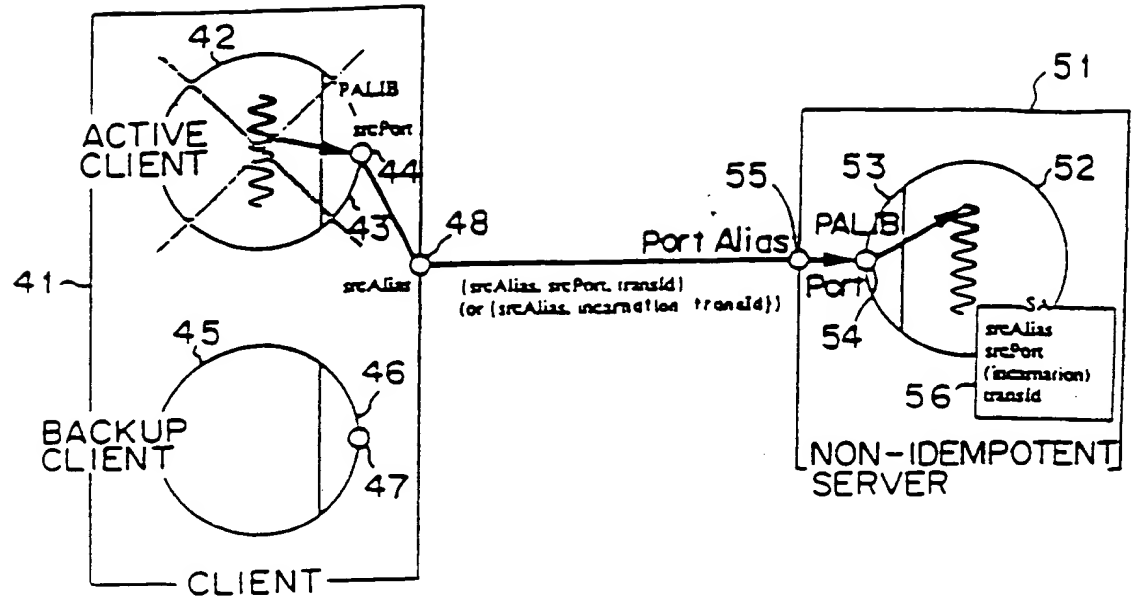 42
PALIB
srcPort
ACTIVE
CLIENT
44
43
48
41
srcAlias
(srcAlias, srcPort, transId)
(or (srcAlias, incarnation transId))
45
46
BACKUP
CLIENT
47
CLIENT
51
52
53
55
Port Alias
PALIB
Port
54
srcAlias
srcPort
(incarnation)
transId
56
NON-IDEMPOTENT
SERVER